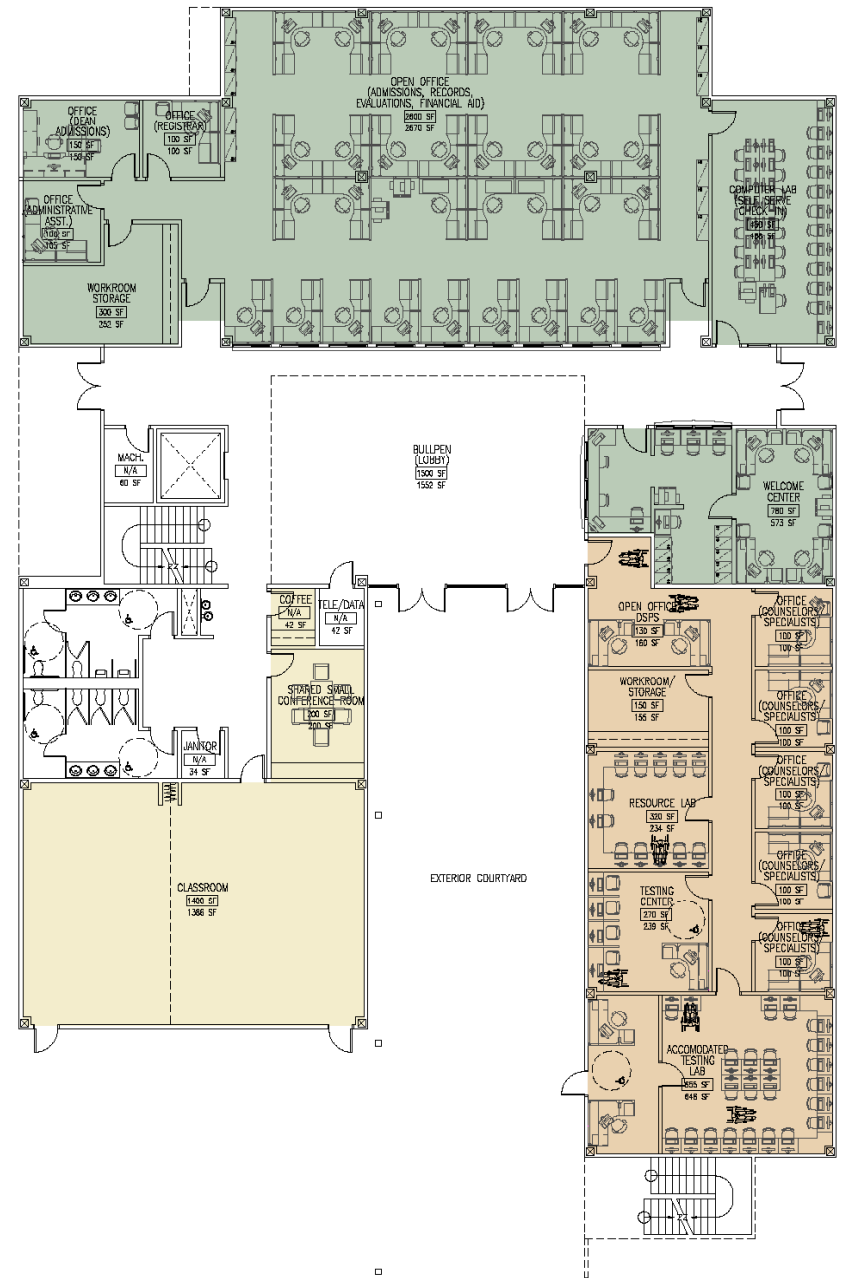 OPEN OFFICE
(ADMISSIONS, RECORDS,
EVALUATIONS, FINANCIAL AID)
2800 SF
2670 SF
OFFICE
(DEAN
ADMISSIONS)
150 SF
150 SF
OFFICE
(REGISTRAR)
100 SF
100 SF
OFFICE
(ADMINISTRATIVE
ASST.)
100 SF
105 SF
COMPUTER LAB
(SELF SERVE
CHECK-IN)
WORKROOM
STORAGE
300 SF
252 SF
MACH.
N/A
60 SF
BULLPEN
(LOBBY)
1500 SF
1552 SF
WELCOME
CENTER
780 SF
573 SF
COFFEE
N/A
42 SF
TELE/DATA
N/A
42 SF
OPEN OFFICE
DSPS
130 SF
160 SF
OFFICE
(COUNSELORS/
SPECIALISTS)
100 SF
100 SF
SHARED SMALL
CONFERENCE ROOM
200 SF
200 SF
WORKROOM/
STORAGE
150 SF
155 SF
OFFICE
(COUNSELORS/
SPECIALISTS)
100 SF
100 SF
JANITOR
N/A
34 SF
OFFICE
(COUNSELORS/
SPECIALISTS)
100 SF
100 SF
RESOURCE LAB
320 SF
234 SF
CLASSROOM
1400 SF
1386 SF
EXTERIOR COURTYARD
OFFICE
(COUNSELORS/
SPECIALISTS)
100 SF
100 SF
TESTING
CENTER
270 SF
239 SF
OFFICE
(COUNSELORS/
SPECIALISTS)
100 SF
100 SF
ACCOMODATED
TESTING
LAB
655 SF
646 SF